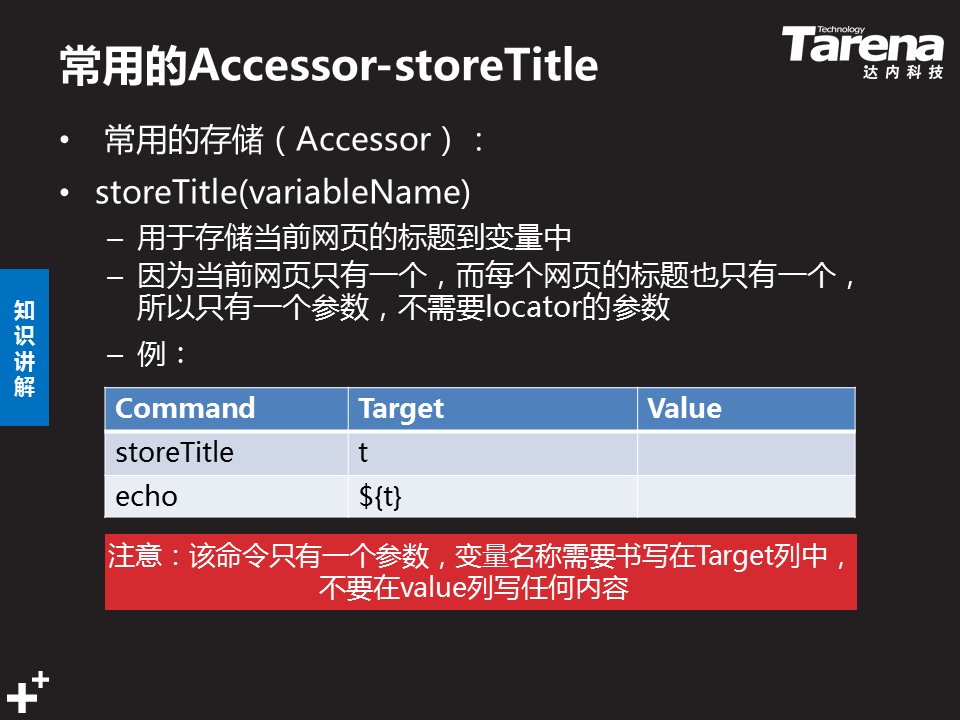 常用的Accessor-storeTitle
Technology
Tarena
达内科技
• 常用的存储（Accessor）：
• storeTitle(variableName)
– 用于存储当前网页的标题到变量中
– 因为当前网页只有一个，而每个网页的标题也只有一个，
所以只有一个参数，不需要locator的参数
– 例：
知
识
讲
解
Command Target Value
storeTitle t
echo ${t}
注意：该命令只有一个参数，变量名称需要书写在Target列中，
不要在value列写任何内容